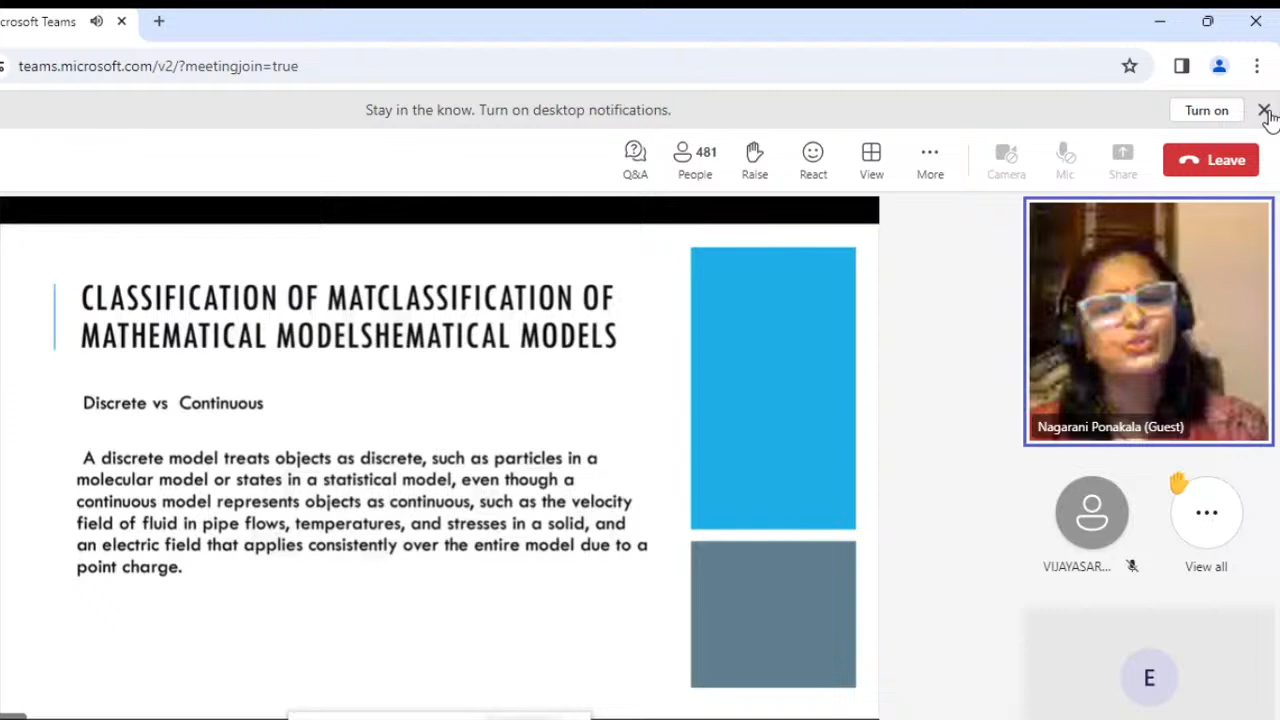 crosoft Teams
teams.microsoft.com/v2/?meetingjoin=true
Stay in the know. Turn on desktop notifications.
Turn on
Q&A
481
People
Raise
React
View
More
Camera
Mic
Share
Leave
CLASSIFICATION OF MATCLASSIFICATION OF
MATHEMATICAL MODELSHEMATICAL MODELS
Discrete vs Continuous
A discrete model treats objects as discrete, such as particles in a
molecular model or states in a statistical model, even though a
continuous model represents objects as continuous, such as the velocity
field of fluid in pipe flows, temperatures, and stresses in a solid, and
an electric field that applies consistently over the entire model due to a
point charge.
Nagarani Ponakala (Guest)
VIJAYASAR...
View all
E